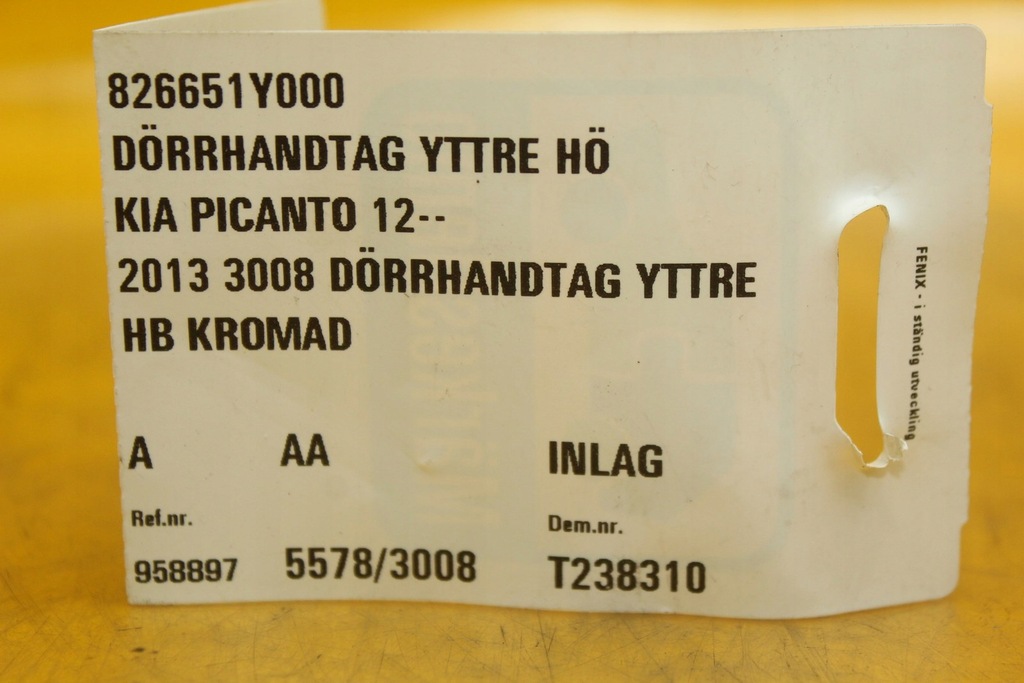 826651Y000
DÖRRHANDTAG YTTRE HÖ
KIA PICANTO 12--
2013 3008 DÖRRHANDTAG YTTRE
HB KROMAD
A AA INLAG
Ref.nr. Dem.nr.
958897 5578/3008 T238310
FENIX - i ständig utveckling